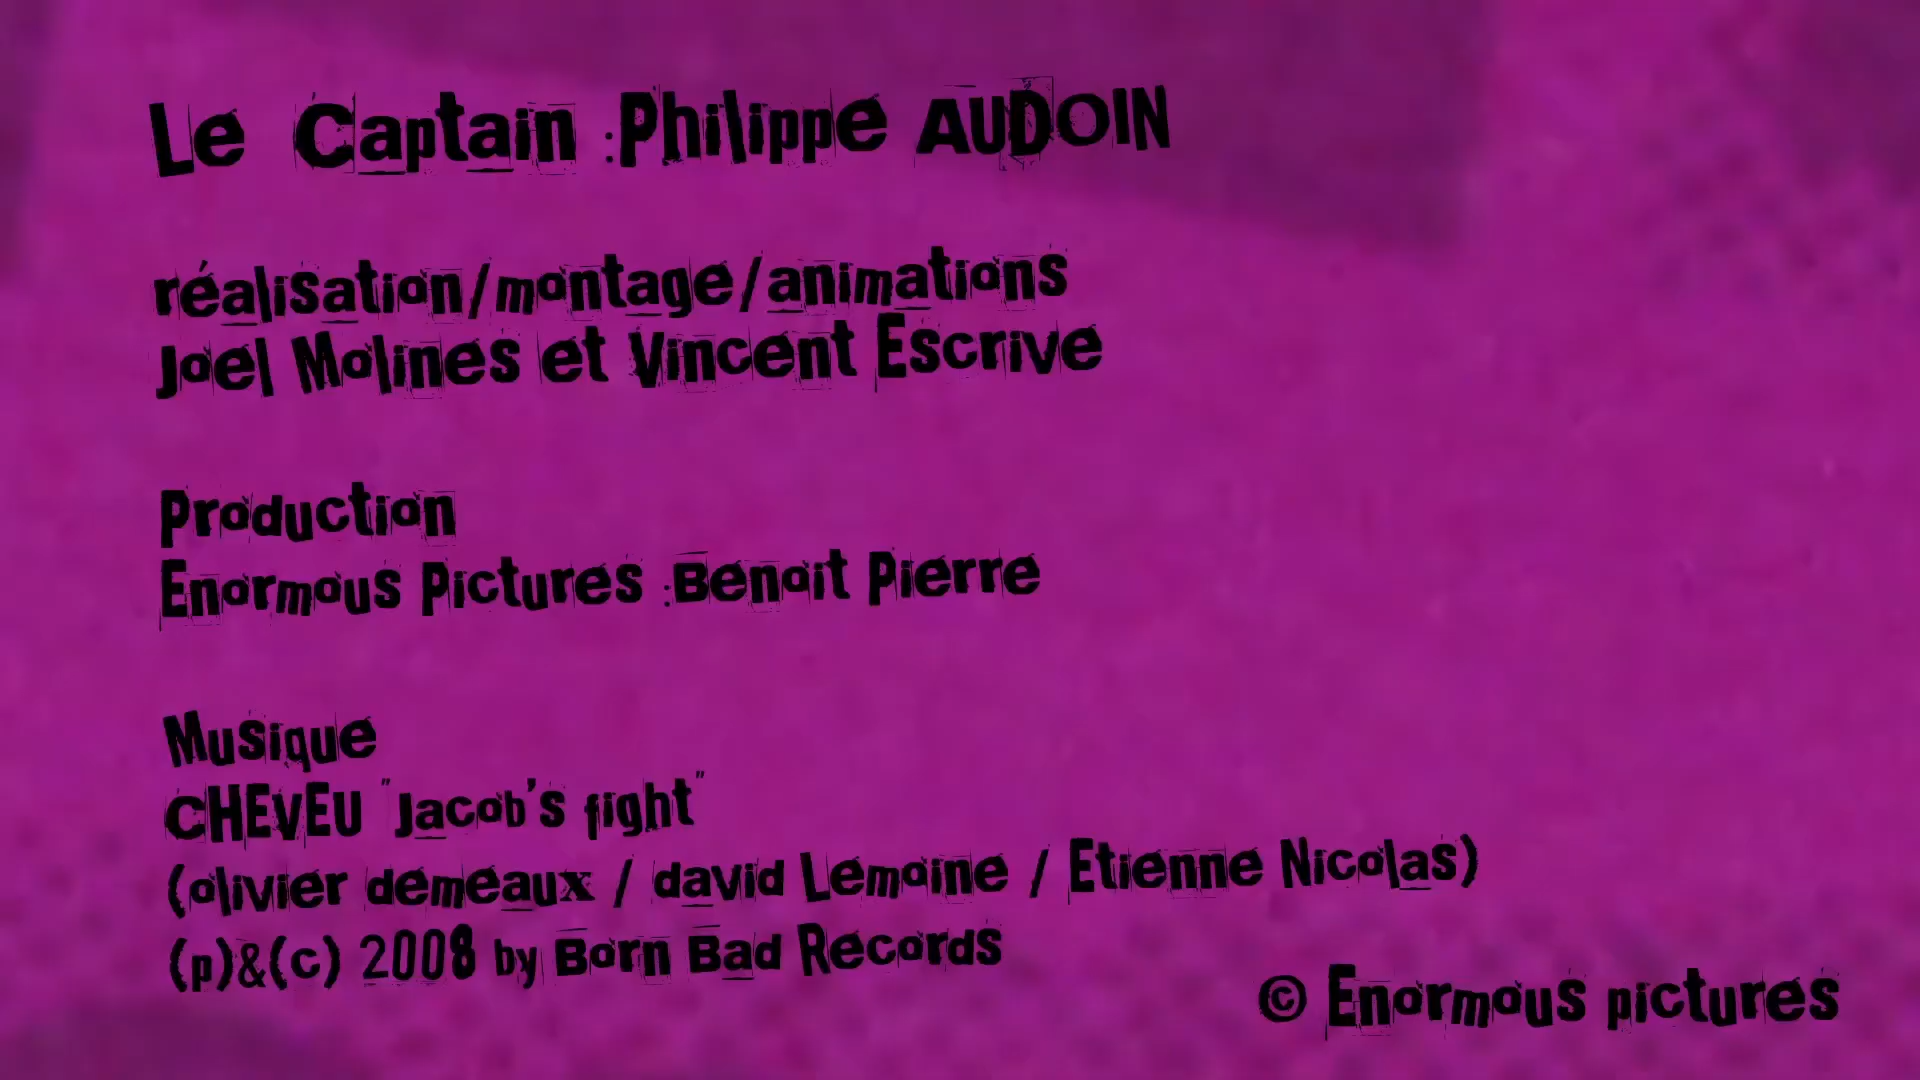 Le Captain :Philippe AUDOIN
réalisation/montage/animations
Joel Molines et Vincent Escrive
Production
Enormous Pictures :Benoit Pierre
Musique
CHEVEU "Jacob's fight"
(olivier demeaux / david Lemoine / Etienne Nicolas)
(p)&(c) 2008 by Born Bad Records
© Enormous pictures